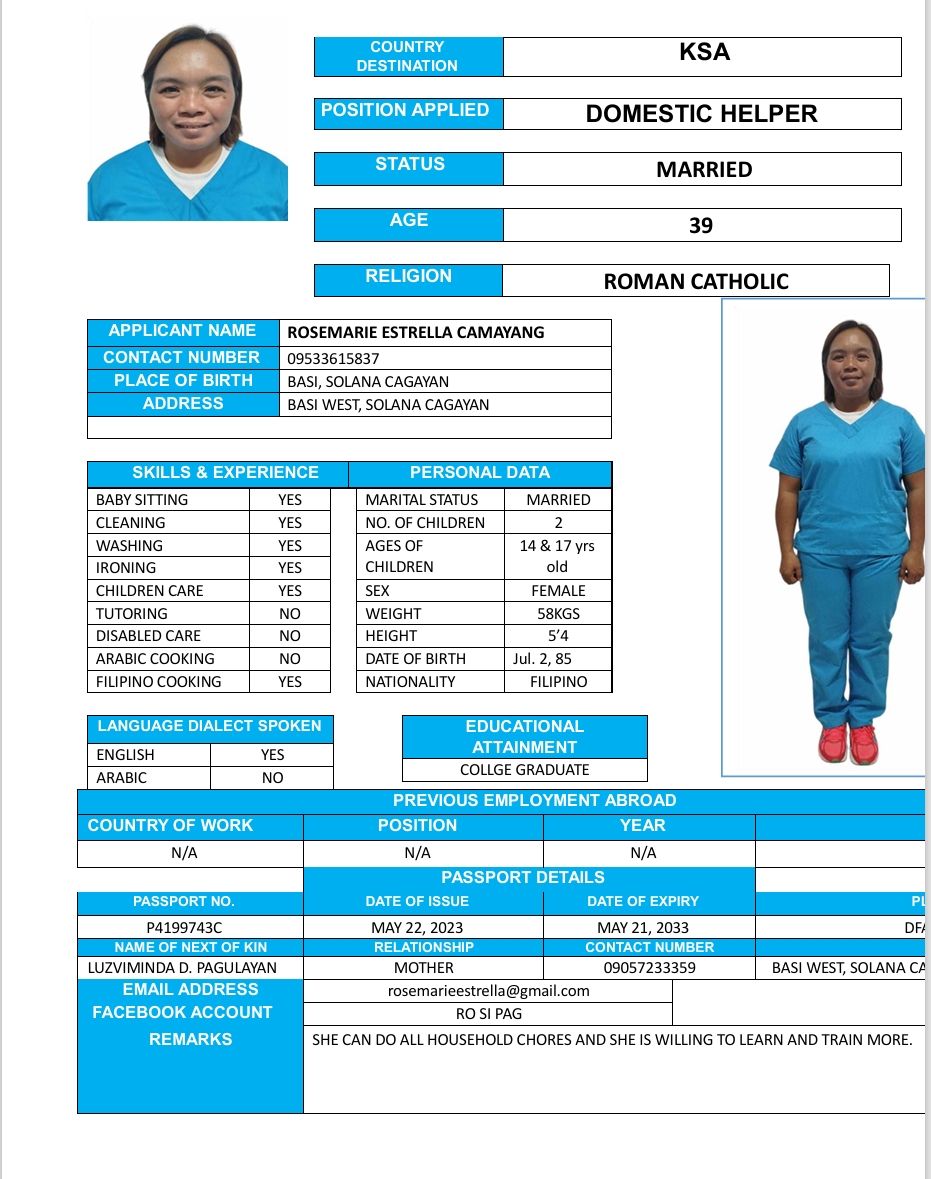 COUNTRY DESTINATION KSA
POSITION APPLIED DOMESTIC HELPER
STATUS MARRIED
AGE 39
RELIGION ROMAN CATHOLIC
APPLICANT NAME ROSEMARIE ESTRELLA CAMAYANG
CONTACT NUMBER 09533615837
PLACE OF BIRTH BASI, SOLANA CAGAYAN
ADDRESS BASI WEST, SOLANA CAGAYAN
SKILLS & EXPERIENCE PERSONAL DATA
BABY SITTING YES MARITAL STATUS MARRIED
CLEANING YES NO. OF CHILDREN 2
WASHING YES AGES OF 14 & 17 yrs
IRONING YES CHILDREN old
CHILDREN CARE YES SEX FEMALE
TUTORING NO WEIGHT 58KGS
DISABLED CARE NO HEIGHT 5’4
ARABIC COOKING NO DATE OF BIRTH Jul. 2, 85
FILIPINO COOKING YES NATIONALITY FILIPINO
LANGUAGE DIALECT SPOKEN EDUCATIONAL
ATTAINMENT
ENGLISH YES
ARABIC NO COLLGE GRADUATE
PREVIOUS EMPLOYMENT ABROAD
COUNTRY OF WORK POSITION YEAR
N/A N/A N/A
PASSPORT DETAILS
PASSPORT NO. DATE OF ISSUE DATE OF EXPIRY PL
P4199743C MAY 22, 2023 MAY 21, 2033 DFA
NAME OF NEXT OF KIN RELATIONSHIP CONTACT NUMBER
LUZVIMINDA D. PAGULAYAN MOTHER 09057233359 BASI WEST, SOLANA CA
EMAIL ADDRESS rosemarieestrella@gmail.com
FACEBOOK ACCOUNT RO SI PAG
REMARKS SHE CAN DO ALL HOUSEHOLD CHORES AND SHE IS WILLING TO LEARN AND TRAIN MORE.